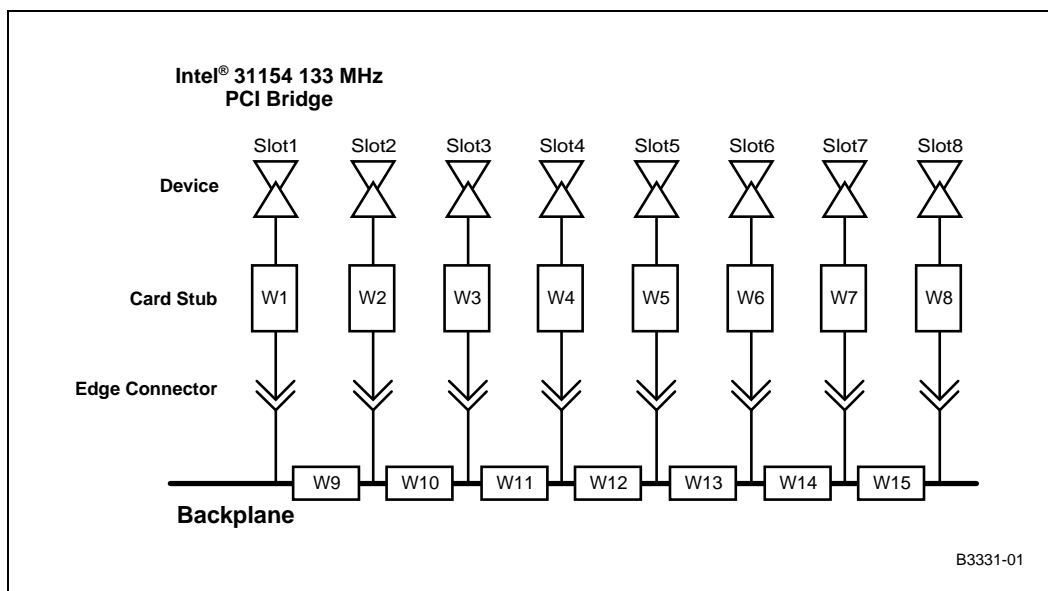 Intel® 31154 133 MHz
PCI Bridge
Slot1 Slot2 Slot3 Slot4 Slot5 Slot6 Slot7 Slot8
Device
Card Stub W1 W2 W3 W4 W5 W6 W7 W8
Edge Connector
W9 W10 W11 W12 W13 W14 W15
Backplane
B3331-01